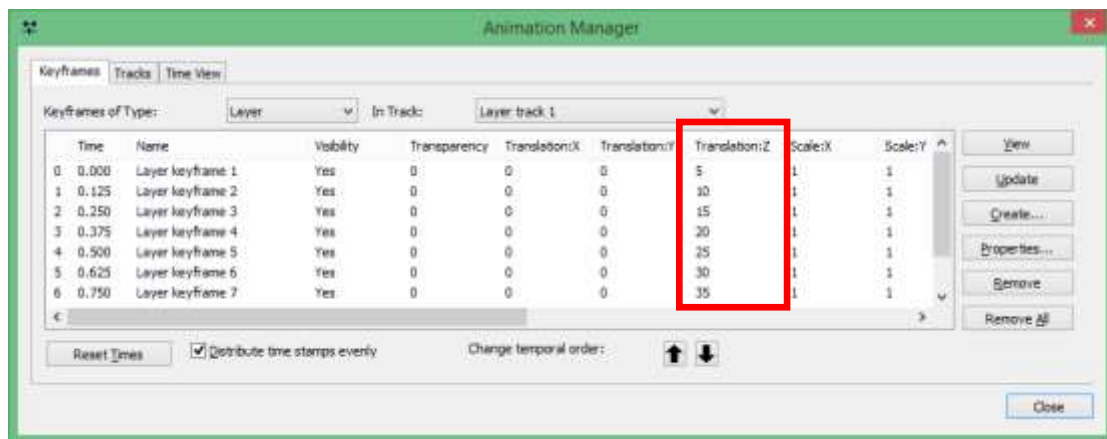 Animation Manager
Keyframes Tracks Time View
Keyframes of Type: Layer In Track: Layer track 1
Time Name Visibility Transparency Translation:X Translation:Y Translation:Z Scale:X Scale:Y
0 0.000 Layer keyframe 1 Yes 0 0 0 5 1 1
1 0.125 Layer keyframe 2 Yes 0 0 0 10 1 1
2 0.250 Layer keyframe 3 Yes 0 0 0 15 1 1
3 0.375 Layer keyframe 4 Yes 0 0 0 20 1 1
4 0.500 Layer keyframe 5 Yes 0 0 0 25 1 1
5 0.625 Layer keyframe 6 Yes 0 0 0 30 1 1
6 0.750 Layer keyframe 7 Yes 0 0 0 35 1 1
View
Update
Create...
Properties...
Remove
Remove All
Reset Times Distribute time stamps evenly Change temporal order:
Close